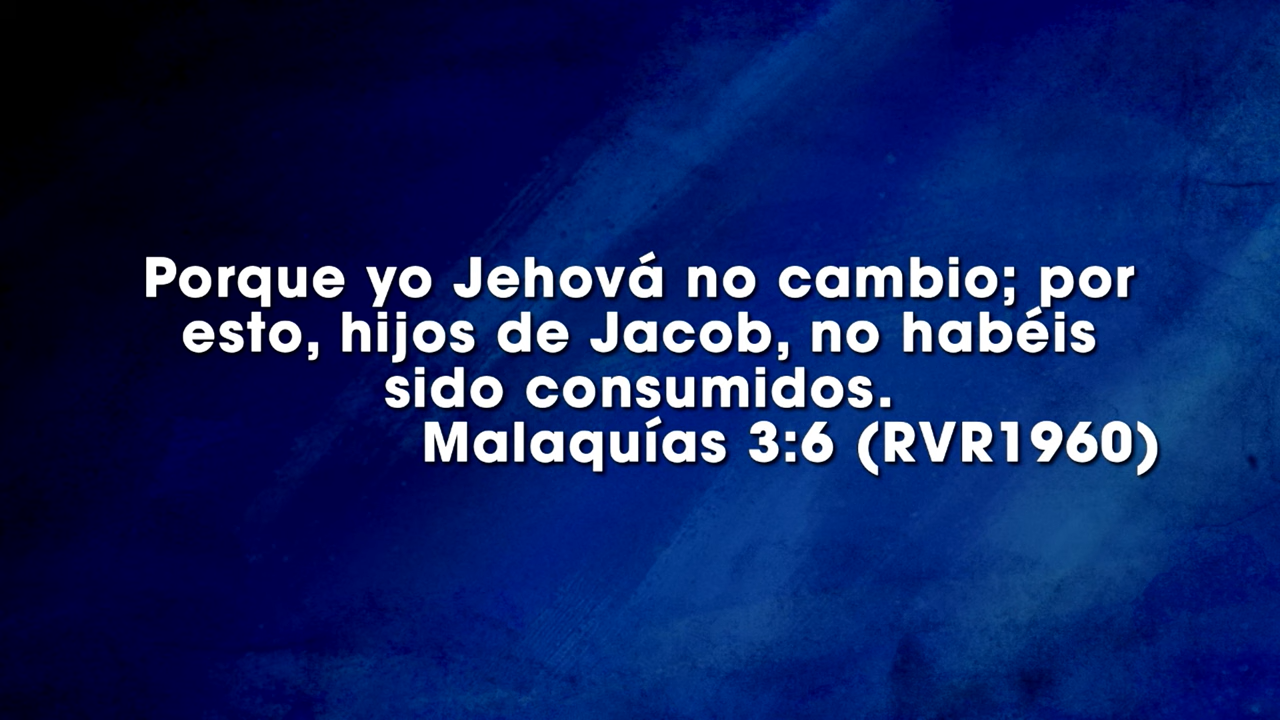 Porque yo Jehová no cambio; por
esto, hijos de Jacob, no habéis
sido consumidos.
Malaquías 3:6 (RVR1960)